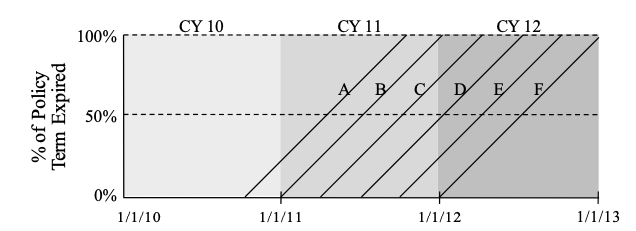 CY 10 CY 11 CY 12
100%
A B C D E F
% of Policy
Term Expired
50%
0%
1/1/10 1/1/11 1/1/12 1/1/13